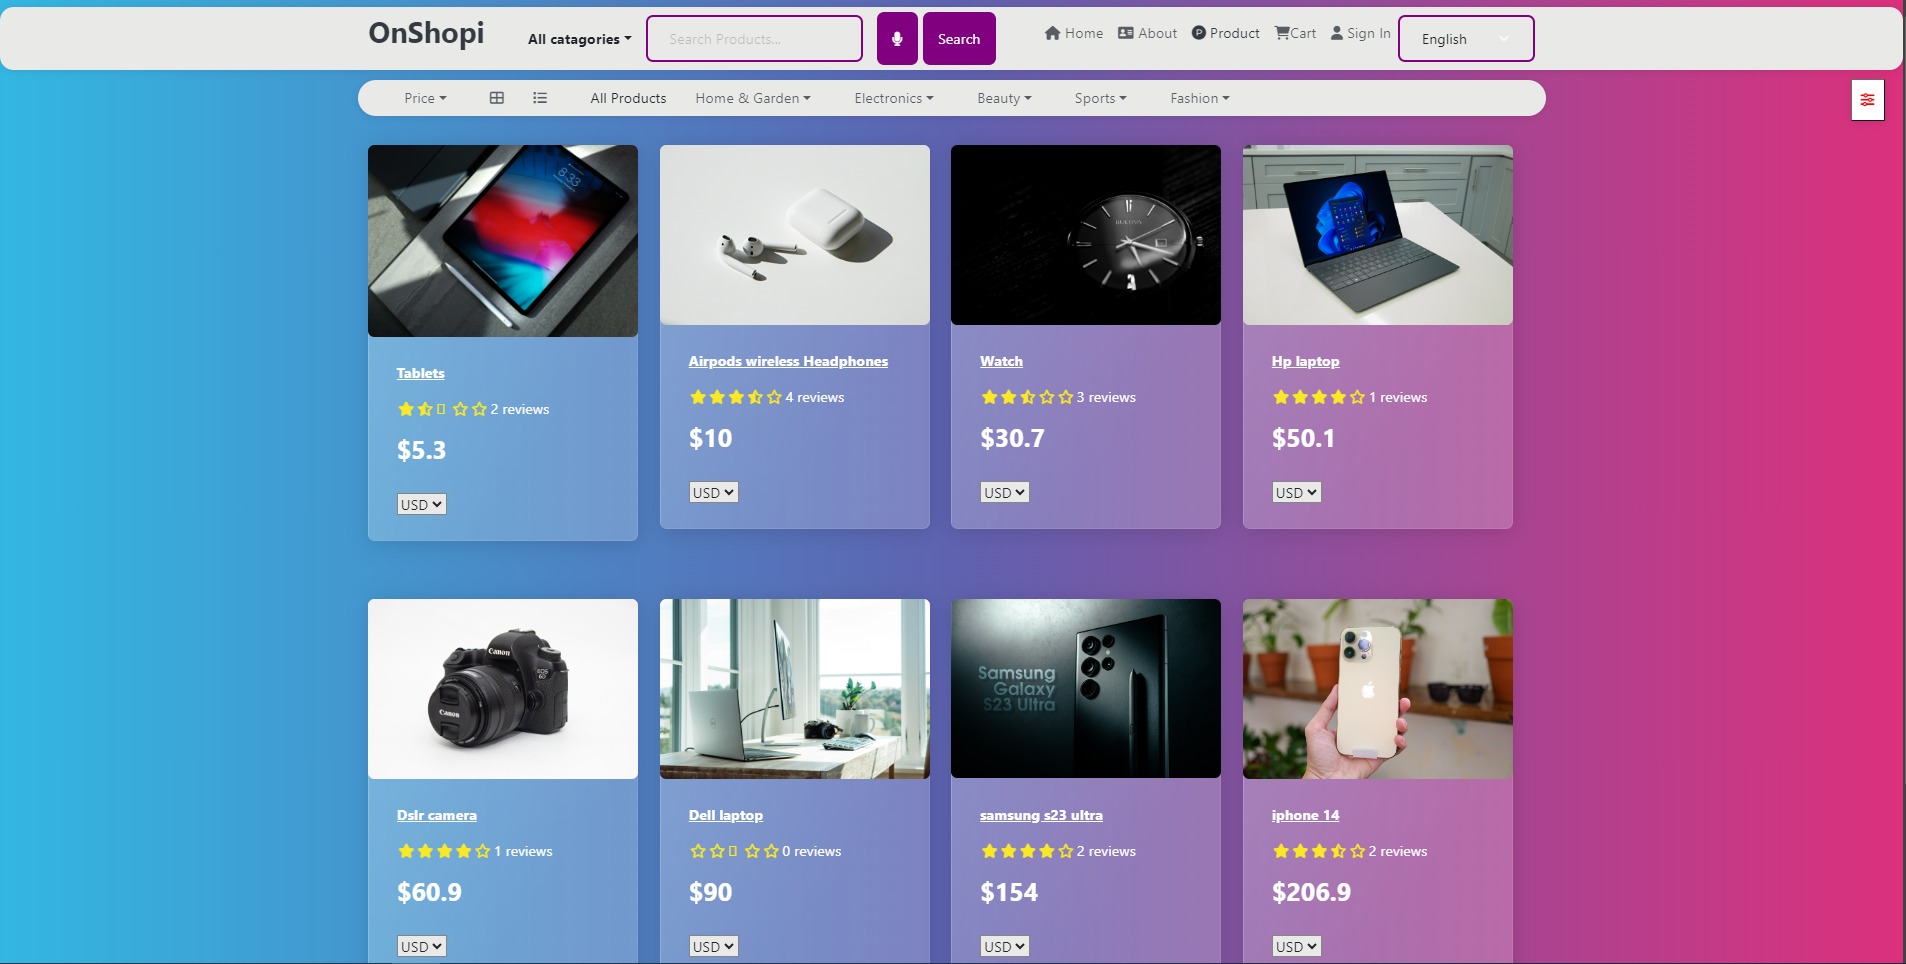 OnShopi
All catagories
Search Products...
Search
Home
About
Product
Cart
Sign In
English
Price
All Products
Home & Garden
Electronics
Beauty
Sports
Fashion
8:33
Tablets
2 reviews
$5.3
USD
Airpods wireless Headphones
4 reviews
$10
USD
Watch
3 reviews
$30.7
USD
Hp laptop
1 reviews
$50.1
USD
Canon
Canon
Dslr camera
1 reviews
$60.9
USD
Dell laptop
0 reviews
$90
USD
Samsung
Galaxy
S23 Ultra
samsung s23 ultra
2 reviews
$154
USD
iphone 14
2 reviews
$206.9
USD